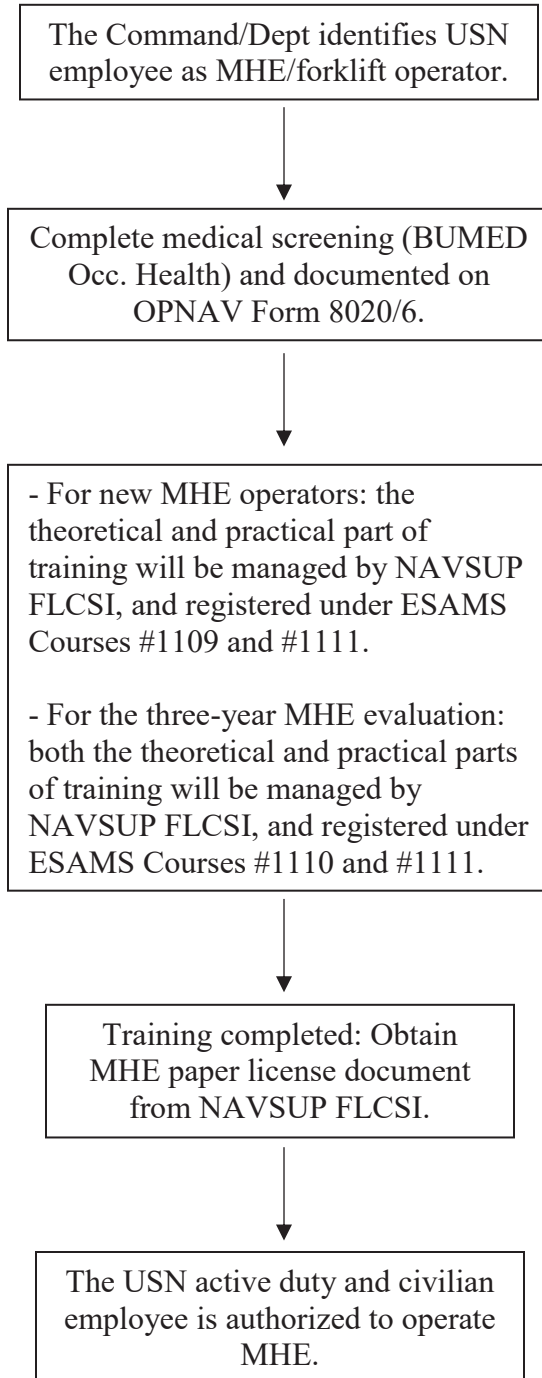 The Command/Dept identifies USN
employee as MHE/forklift operator.
Complete medical screening (BUMED
Occ. Health) and documented on
OPNAV Form 8020/6.
- For new MHE operators: the
theoretical and practical part of
training will be managed by NAVSUP
FLCSI, and registered under ESAMS
Courses #1109 and #1111.
- For the three-year MHE evaluation:
both the theoretical and practical parts
of training will be managed by
NAVSUP FLCSI, and registered under
ESAMS Courses #1110 and #1111.
Training completed: Obtain
MHE paper license document
from NAVSUP FLCSI.
The USN active duty and civilian
employee is authorized to operate
MHE.